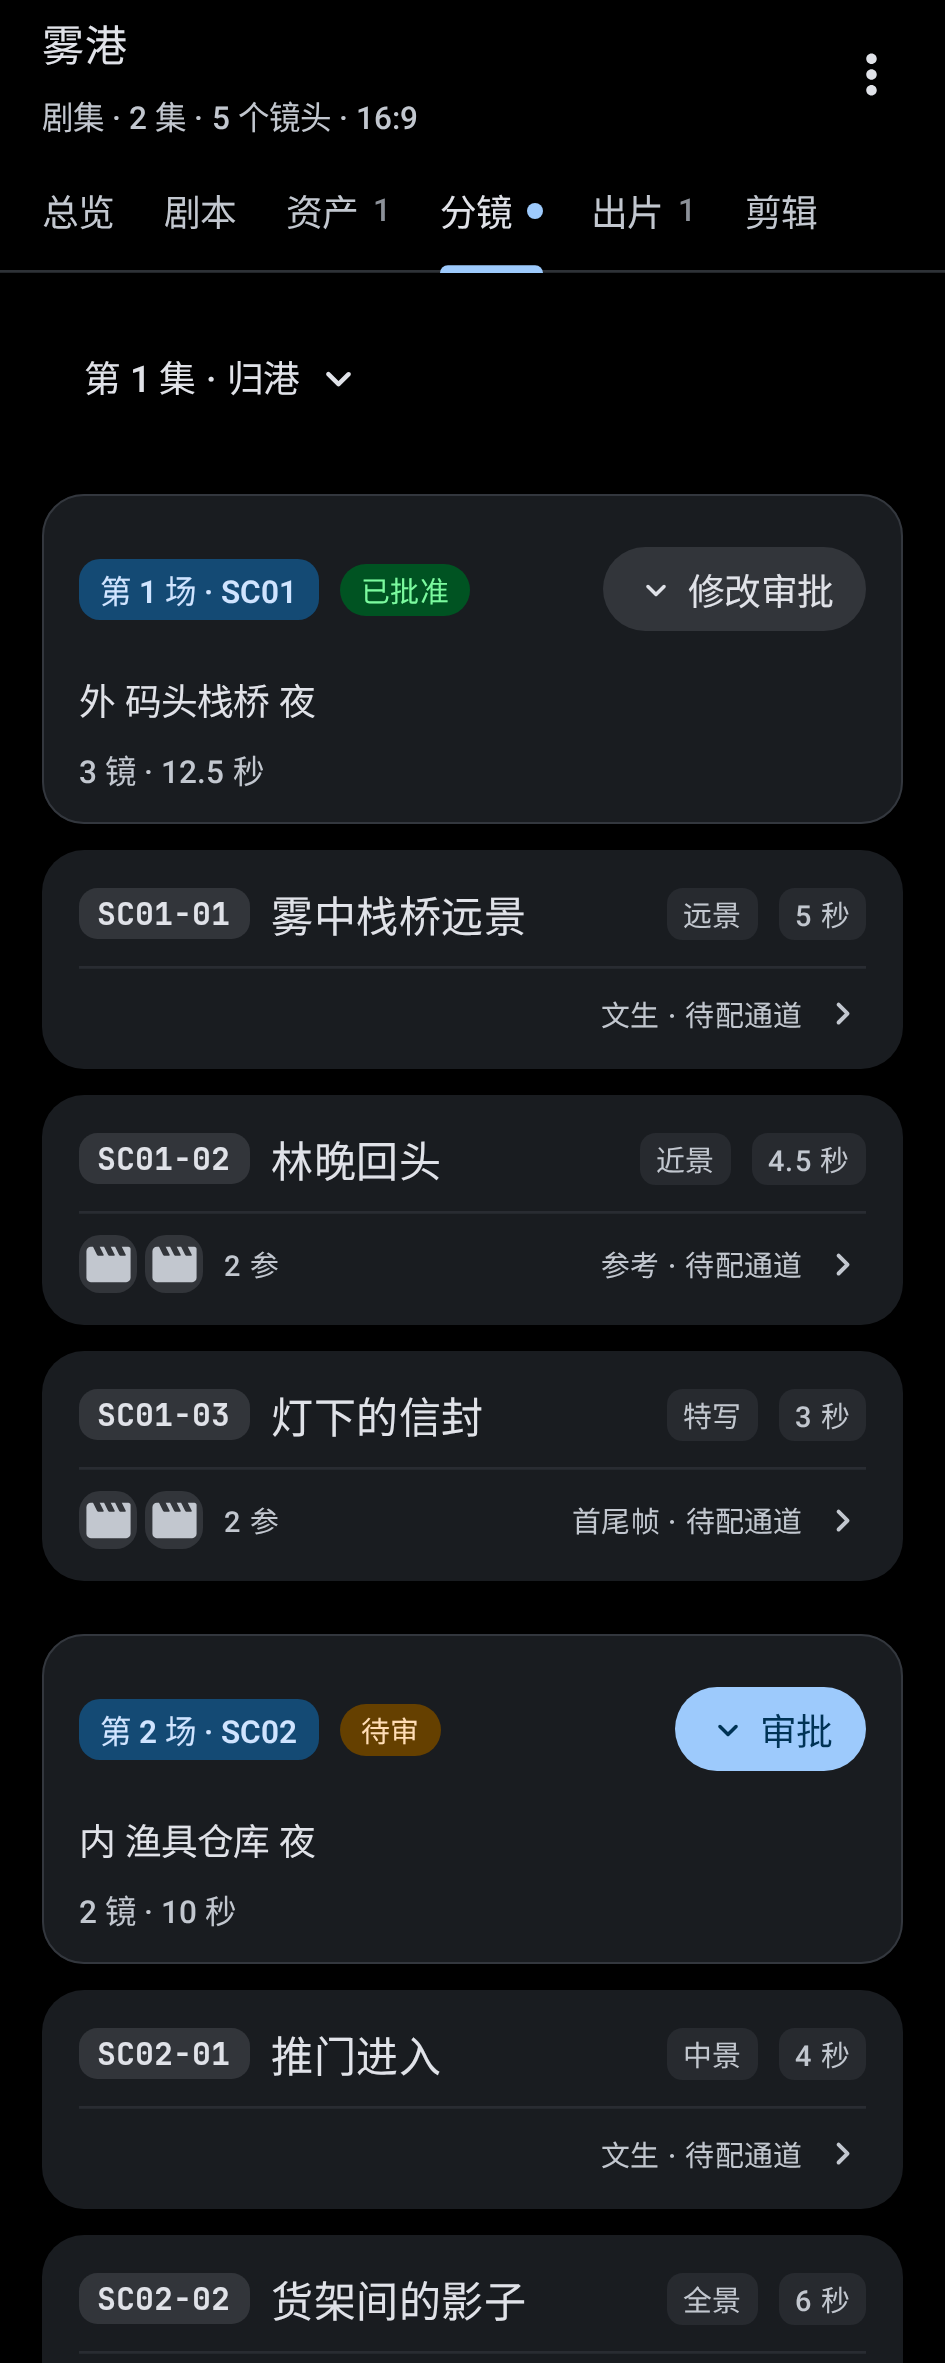 雾港
剧集 · 2 集 · 5 个镜头 · 16:9
总览 剧本 资产 1 分镜 出片 1 剪辑
第 1 集 · 归港
第 1 场 · SC01 已批准 修改审批
外 码头栈桥 夜
3 镜 · 12.5 秒
SC01-01 雾中栈桥远景 远景 5 秒
文生 · 待配通道
SC01-02 林晚回头 近景 4.5 秒
2 参 参考 · 待配通道
SC01-03 灯下的信封 特写 3 秒
2 参 首尾帧 · 待配通道
第 2 场 · SC02 待审 审批
内 渔具仓库 夜
2 镜 · 10 秒
SC02-01 推门进入 中景 4 秒
文生 · 待配通道
SC02-02 货架间的影子 全景 6 秒